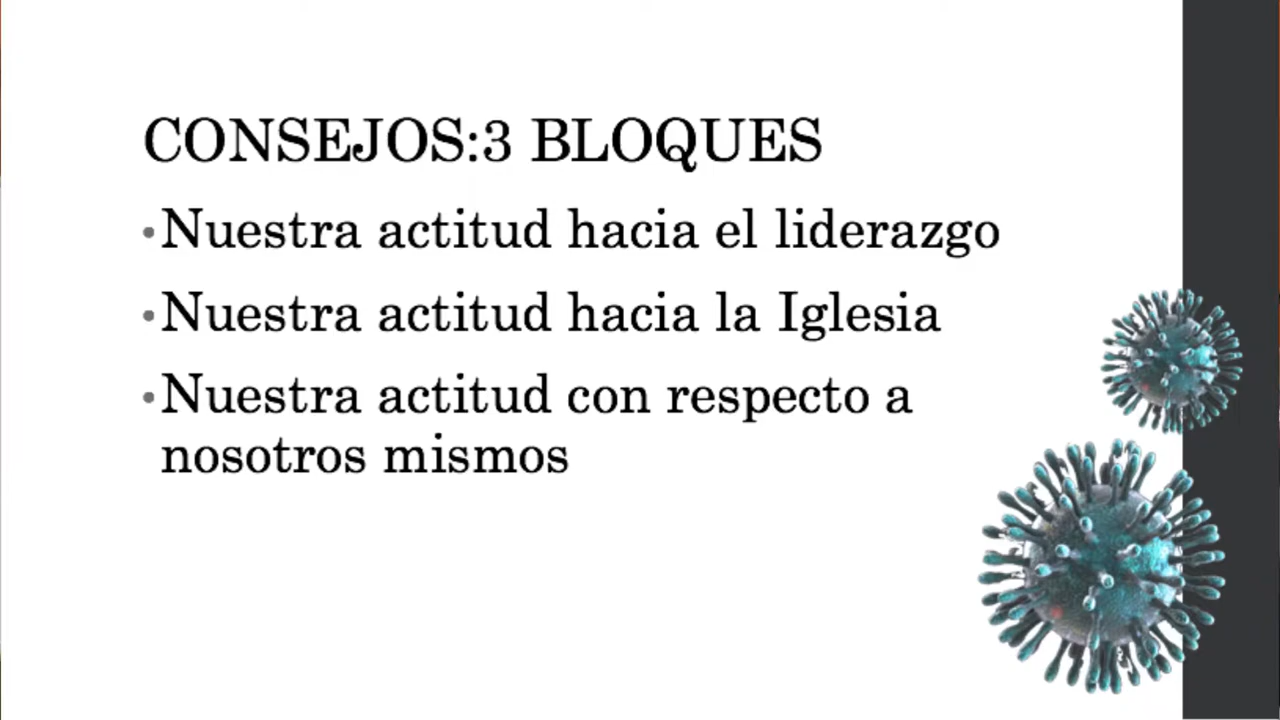 CONSEJOS:3 BLOQUES
•Nuestra actitud hacia el liderazgo
•Nuestra actitud hacia la Iglesia
•Nuestra actitud con respecto a
nosotros mismos